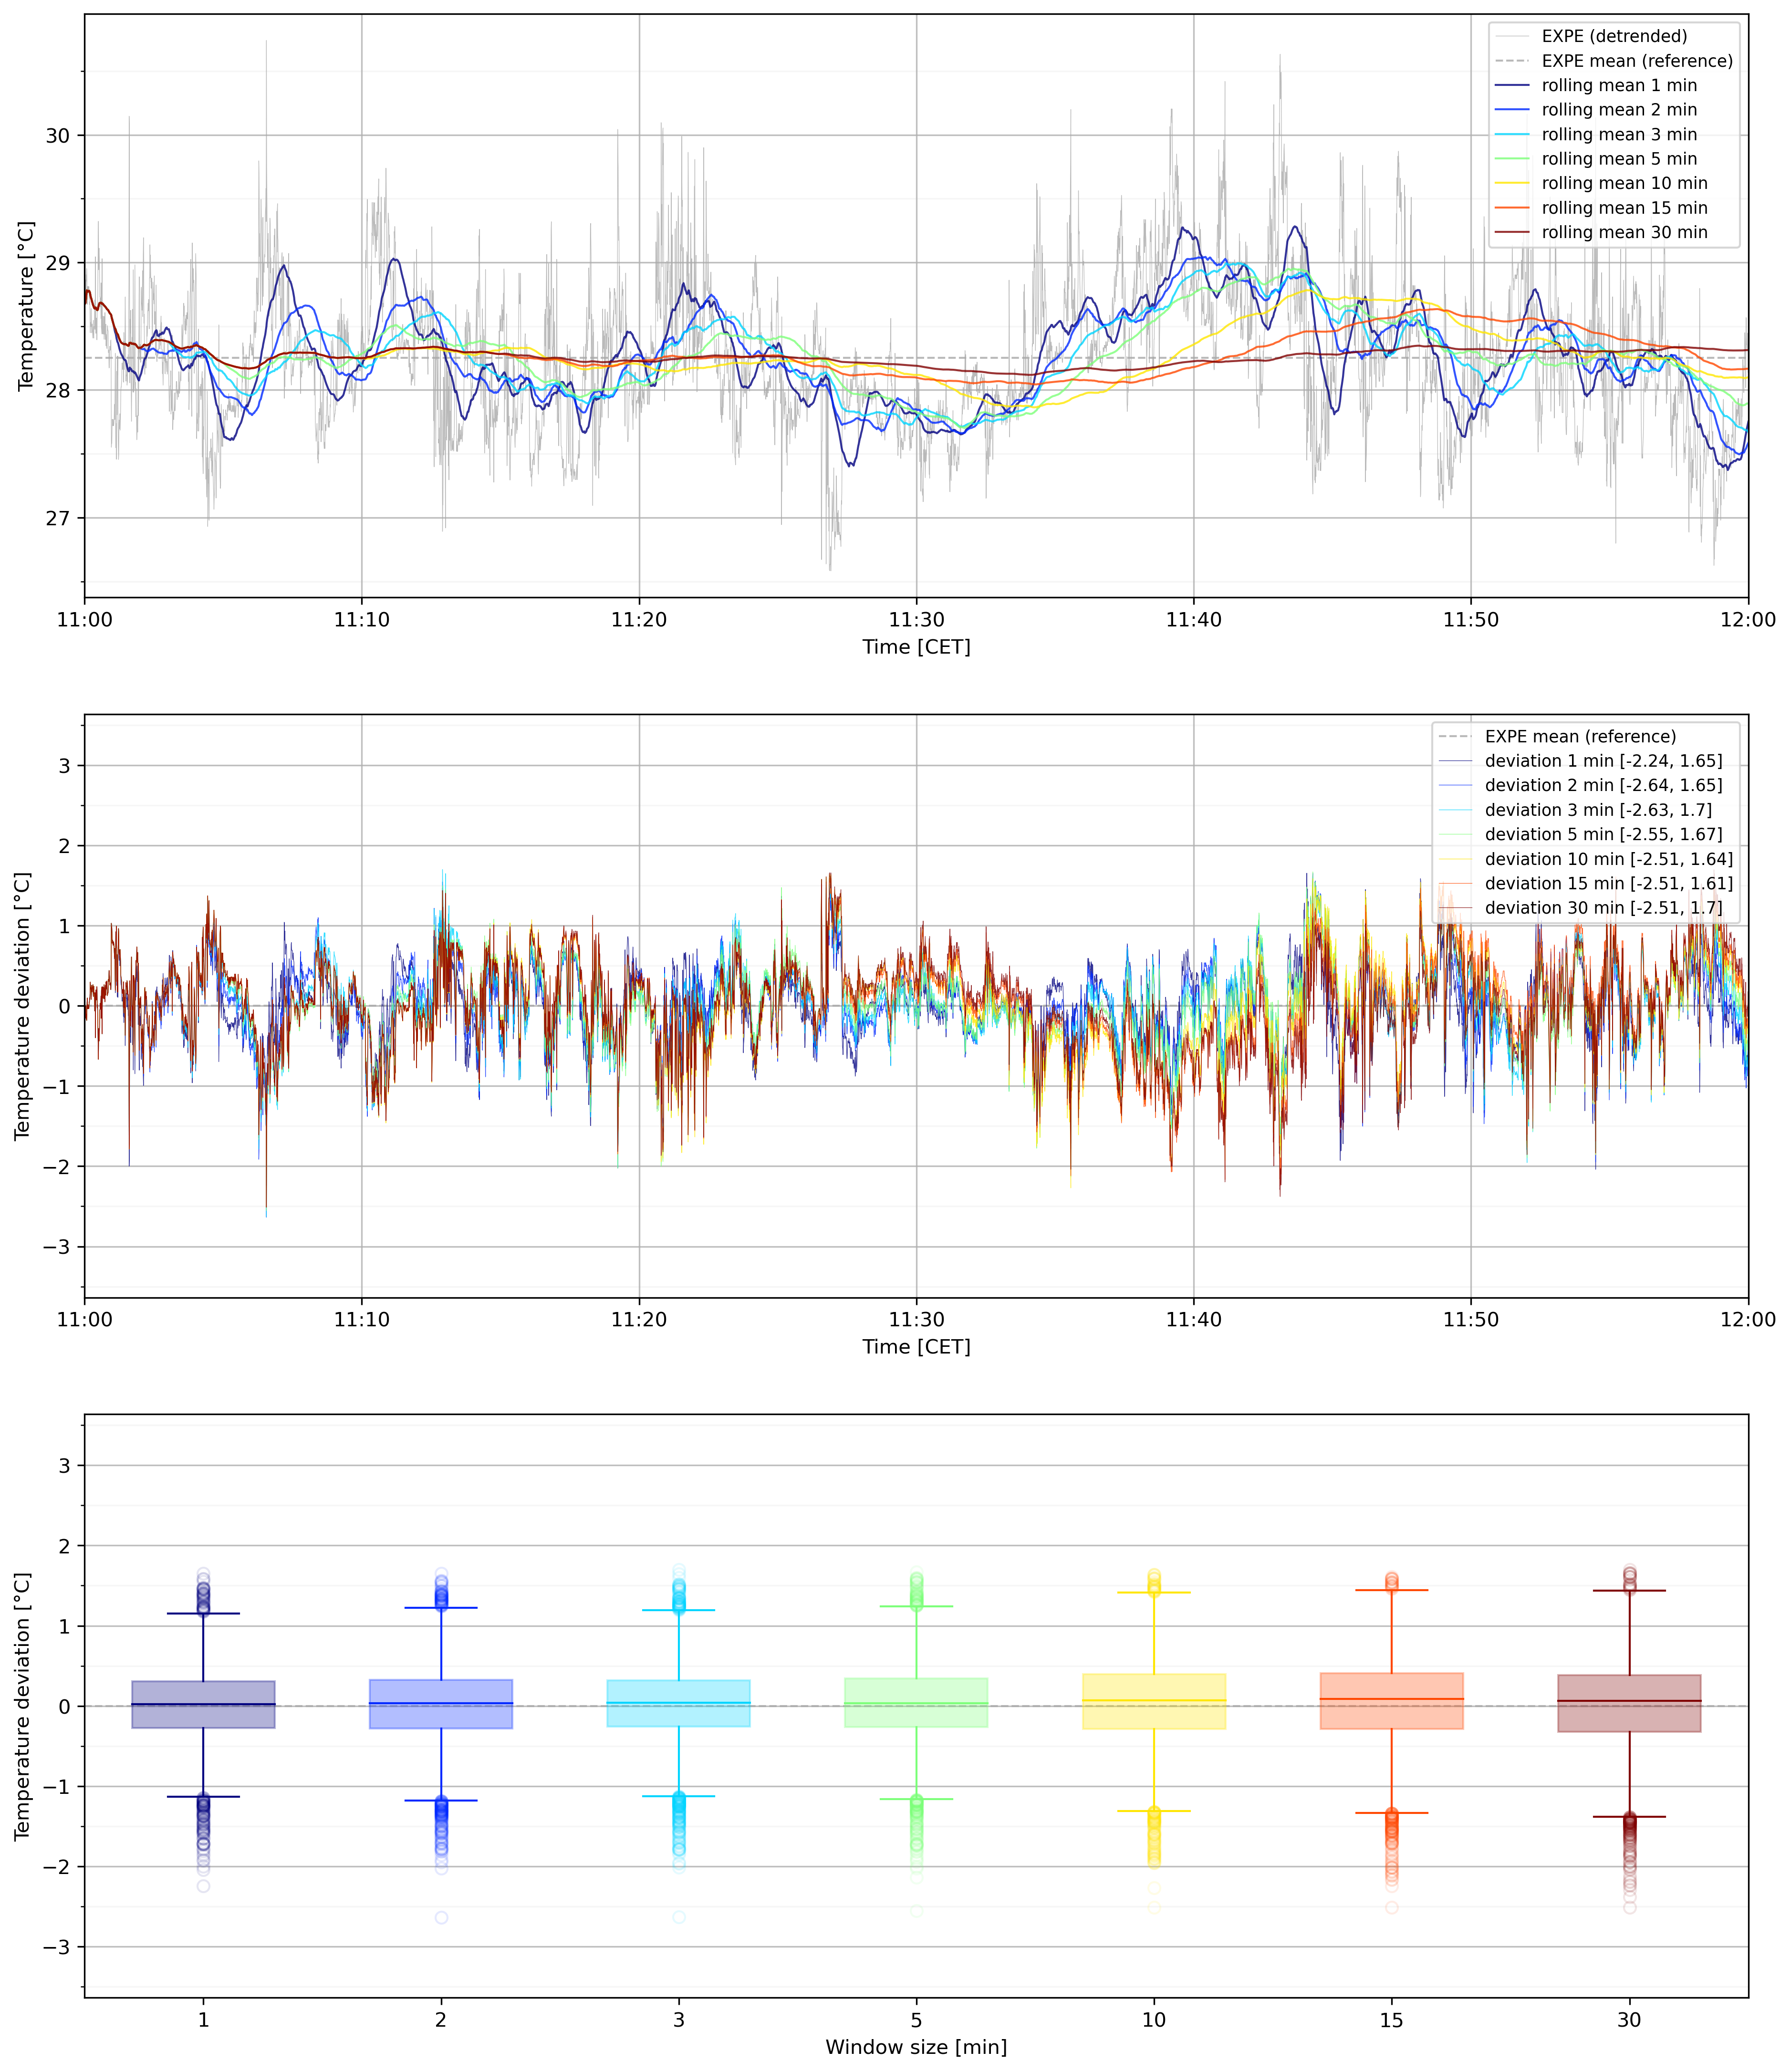 EXPE (detrended)
EXPE mean (reference)
rolling mean 1 min
rolling mean 2 min
rolling mean 3 min
rolling mean 5 min
rolling mean 10 min
rolling mean 15 min
rolling mean 30 min
30
29
28
27
Temperature [°C]
11:00 11:10 11:20 11:30 11:40 11:50 12:00
Time [CET]
EXPE mean (reference)
deviation 1 min [-2.24, 1.65]
deviation 2 min [-2.64, 1.65]
deviation 3 min [-2.63, 1.7]
deviation 5 min [-2.55, 1.67]
deviation 10 min [-2.51, 1.64]
deviation 15 min [-2.51, 1.61]
deviation 30 min [-2.51, 1.7]
3
2
1
0
−1
−2
−3
Temperature deviation [°C]
11:00 11:10 11:20 11:30 11:40 11:50 12:00
Time [CET]
3
2
1
0
−1
−2
−3
Temperature deviation [°C]
1 2 3 5 10 15 30
Window size [min]